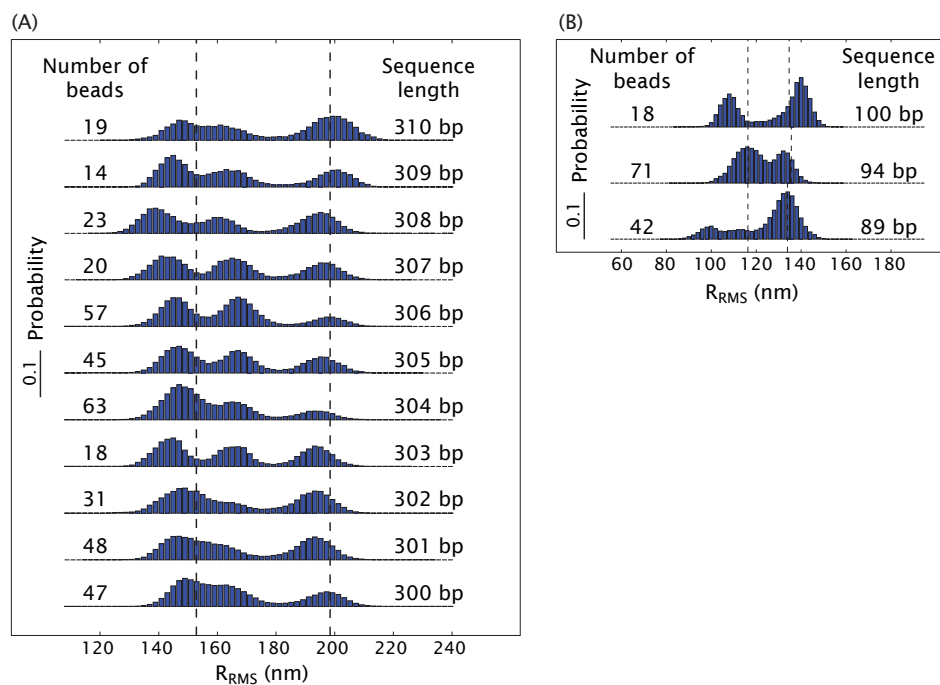 (A)
Number of beads
Sequence length
19 310 bp
14 309 bp
23 308 bp
20 307 bp
57 306 bp
45 305 bp
63 304 bp
18 303 bp
31 302 bp
48 301 bp
47 300 bp
0.1 Probability
120 140 160 180 200 220 240
R_RMS (nm)
(B)
Number of beads
Sequence length
18 100 bp
71 94 bp
42 89 bp
0.1 Probability
60 80 100 120 140 160 180
R_RMS (nm)